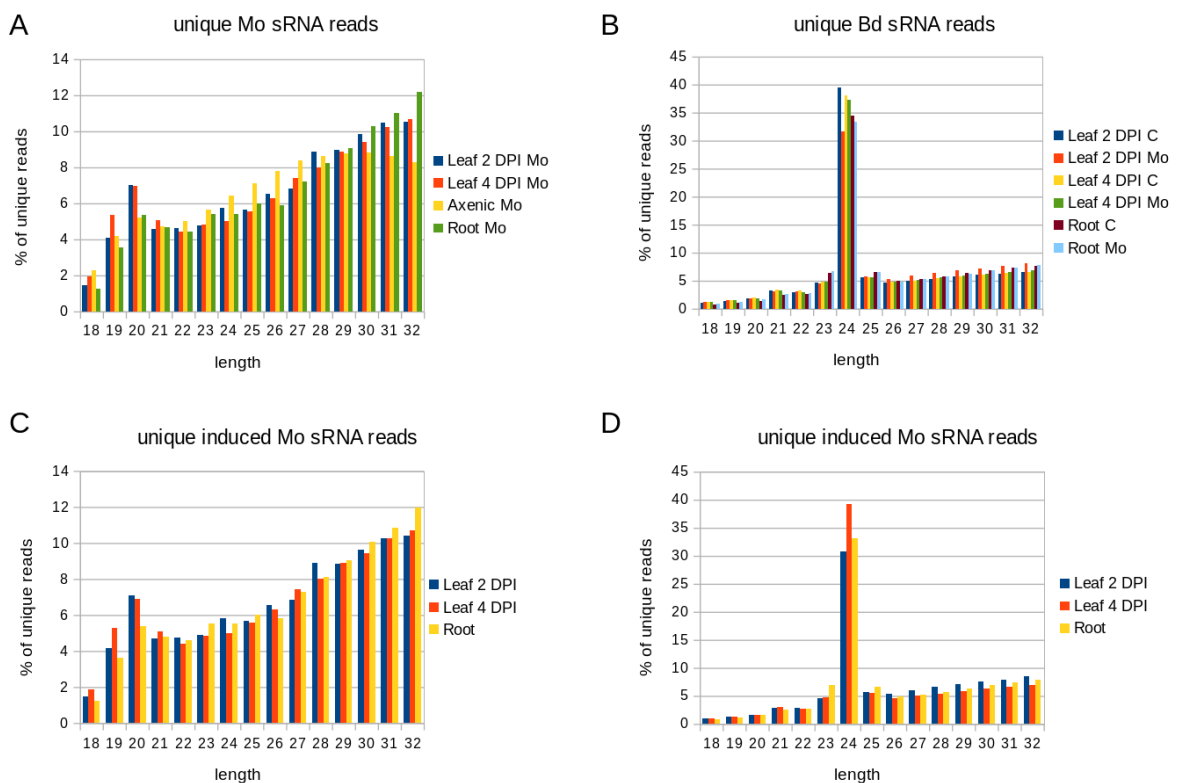 A
unique Mo sRNA reads
% of unique reads
14
12
10
8
6
4
2
0
18 19 20 21 22 23 24 25 26 27 28 29 30 31 32
length
Leaf 2 DPI Mo
Leaf 4 DPI Mo
Axenic Mo
Root Mo
B
unique Bd sRNA reads
% of unique reads
45
40
35
30
25
20
15
10
5
0
18 19 20 21 22 23 24 25 26 27 28 29 30 31 32
length
Leaf 2 DPI C
Leaf 2 DPI Mo
Leaf 4 DPI C
Leaf 4 DPI Mo
Root C
Root Mo
C
unique induced Mo sRNA reads
% of unique reads
14
12
10
8
6
4
2
0
18 19 20 21 22 23 24 25 26 27 28 29 30 31 32
length
Leaf 2 DPI
Leaf 4 DPI
Root
D
unique induced Mo sRNA reads
% of unique reads
45
40
35
30
25
20
15
10
5
0
18 19 20 21 22 23 24 25 26 27 28 29 30 31 32
length
Leaf 2 DPI
Leaf 4 DPI
Root